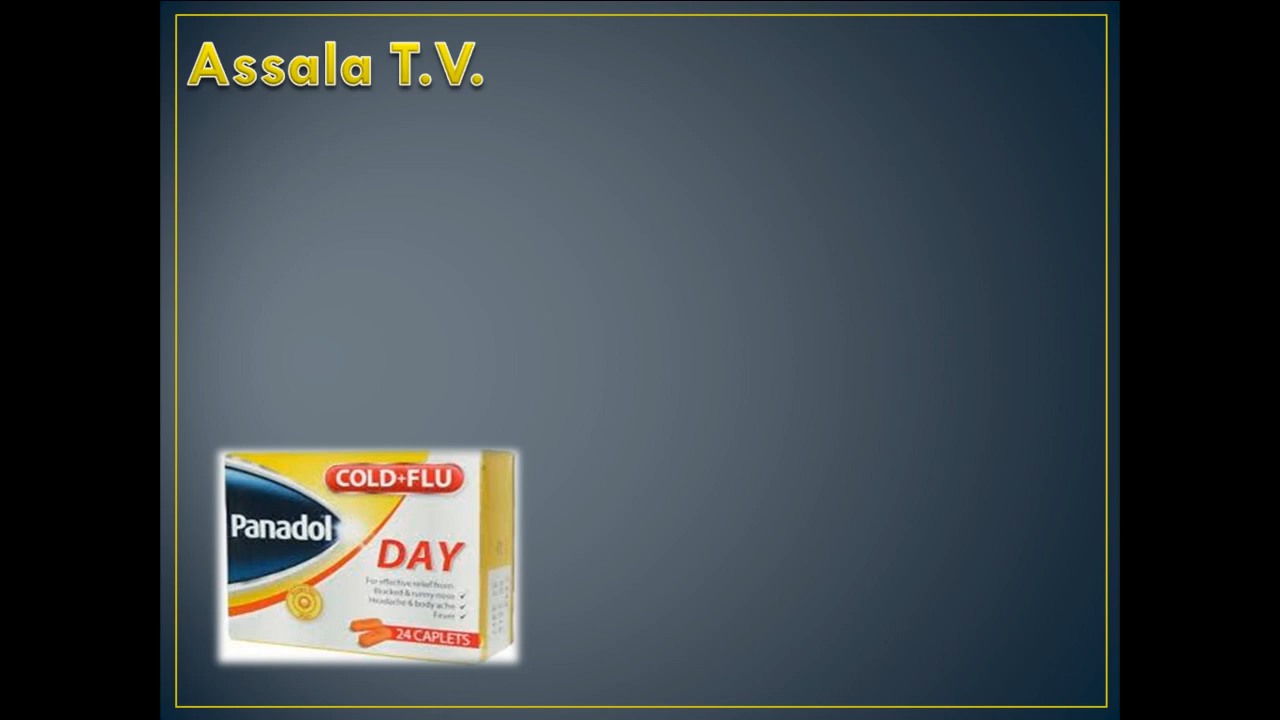 Assala T.V.
COLD+FLU
Panadol
DAY
For effective relief from:
Blocked & runny nose ✓
Headache & body ache ✓
Fever ✓
24 CAPLETS